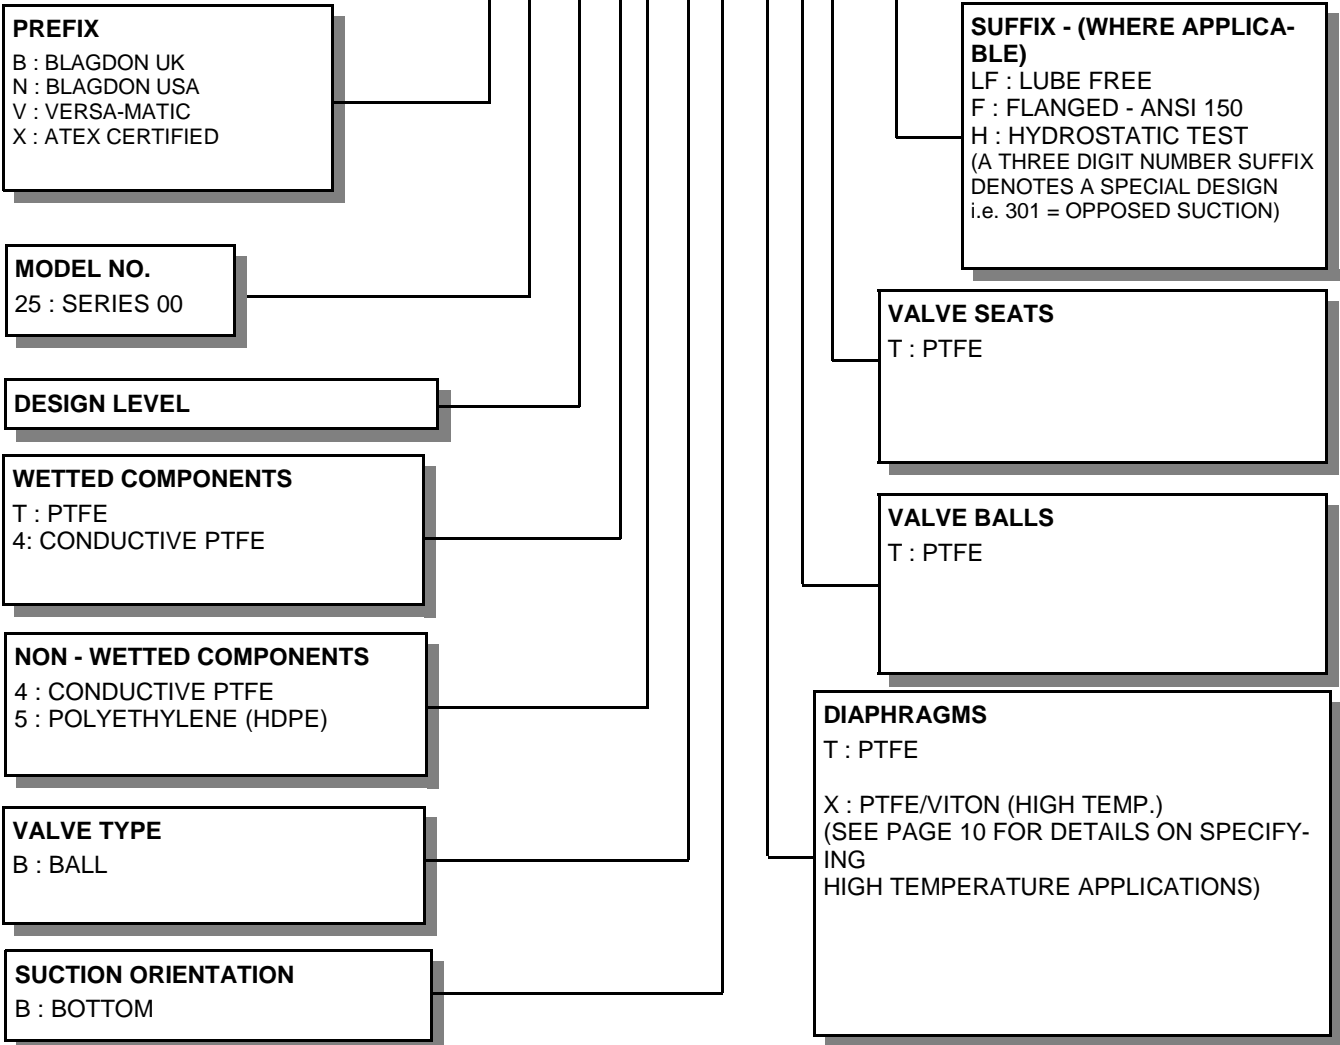 PREFIX
B : BLAGDON UK
N : BLAGDON USA
V : VERSA-MATIC
X : ATEX CERTIFIED
MODEL NO.
25 : SERIES 00
DESIGN LEVEL
WETTED COMPONENTS
T : PTFE
4: CONDUCTIVE PTFE
NON - WETTED COMPONENTS
4 : CONDUCTIVE PTFE
5 : POLYETHYLENE (HDPE)
VALVE TYPE
B : BALL
SUCTION ORIENTATION
B : BOTTOM
SUFFIX - (WHERE APPLICA-
BLE)
LF : LUBE FREE
F : FLANGED - ANSI 150
H : HYDROSTATIC TEST
(A THREE DIGIT NUMBER SUFFIX
DENOTES A SPECIAL DESIGN
i.e. 301 = OPPOSED SUCTION)
VALVE SEATS
T : PTFE
VALVE BALLS
T : PTFE
DIAPHRAGMS
T : PTFE
X : PTFE/VITON (HIGH TEMP.)
(SEE PAGE 10 FOR DETAILS ON SPECIFY-
ING
HIGH TEMPERATURE APPLICATIONS)